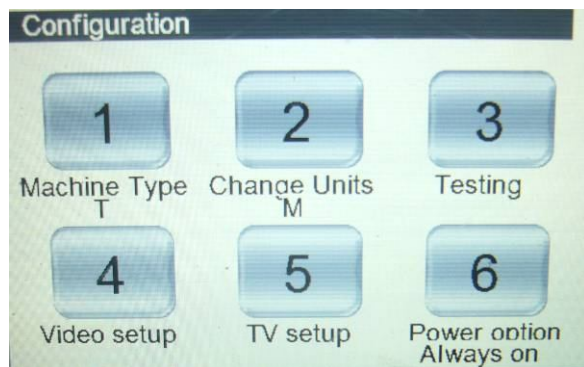 Configuration
1 2 3
Machine Type Change Units Testing
T M
4 5 6
Video setup TV setup Power option
Always on